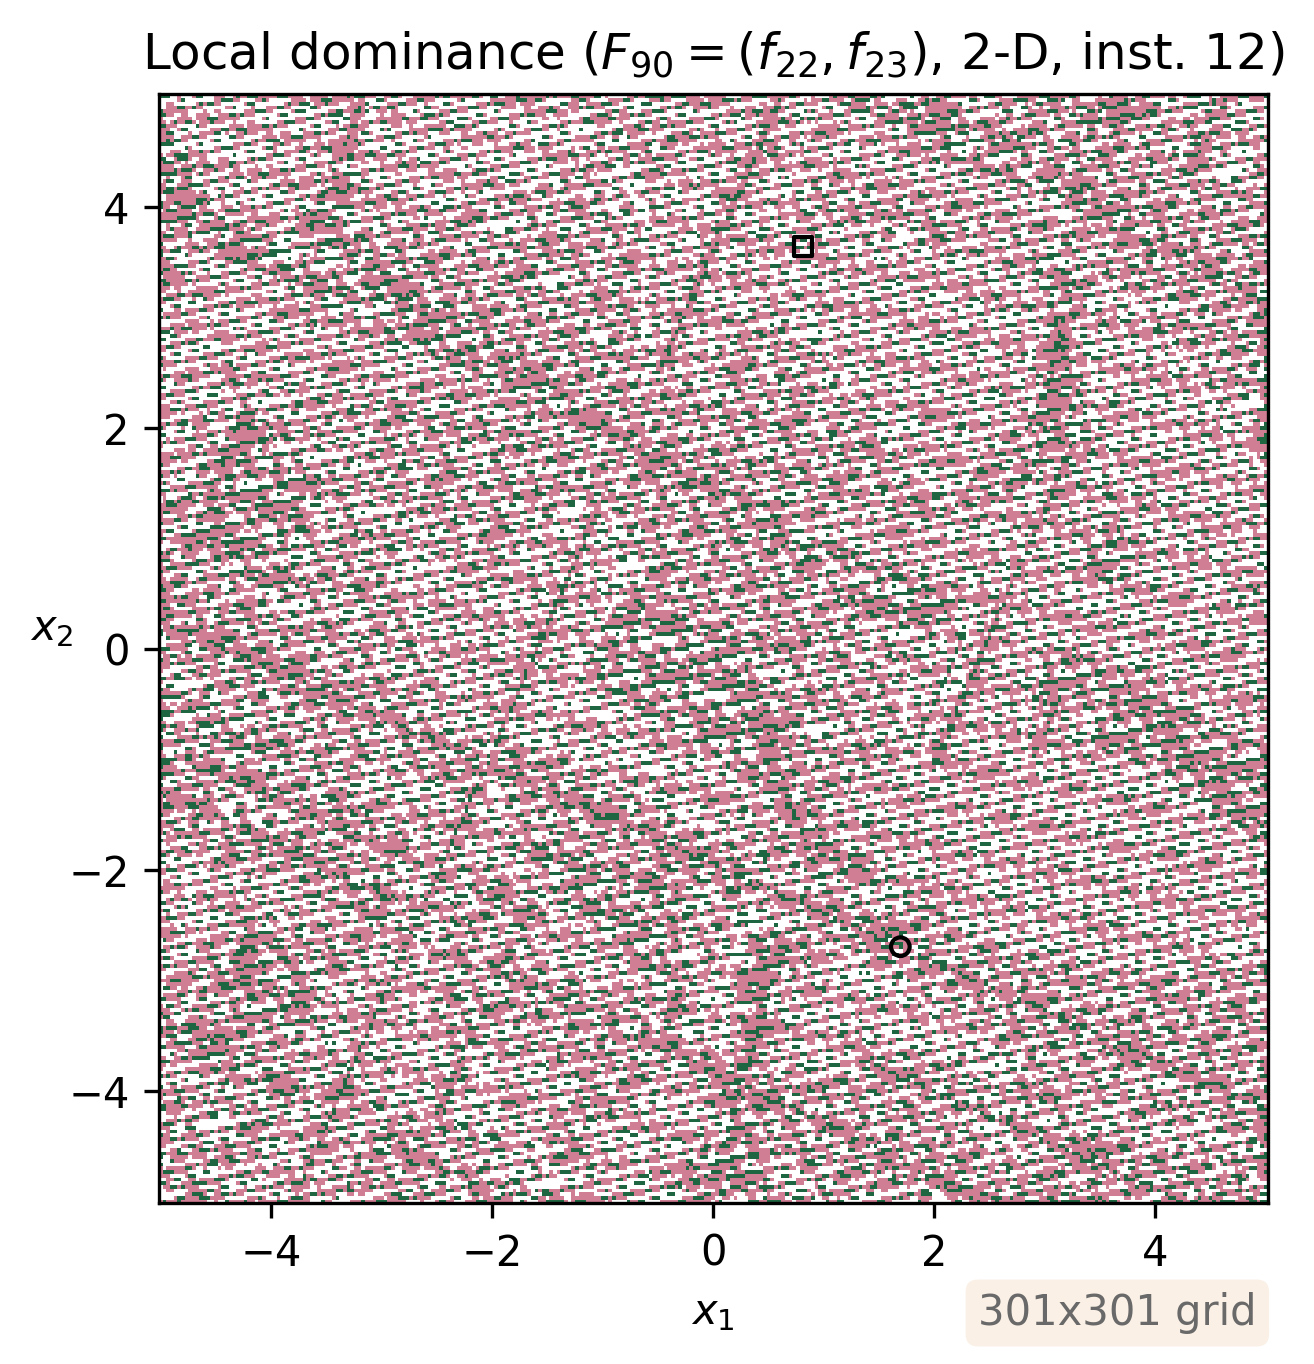 Local dominance (F₉₀ = (f₂₂, f₂₃), 2-D, inst. 12)
4
2
x₂
0
−2
−4
−4 −2 0 2 4
x₁
301x301 grid